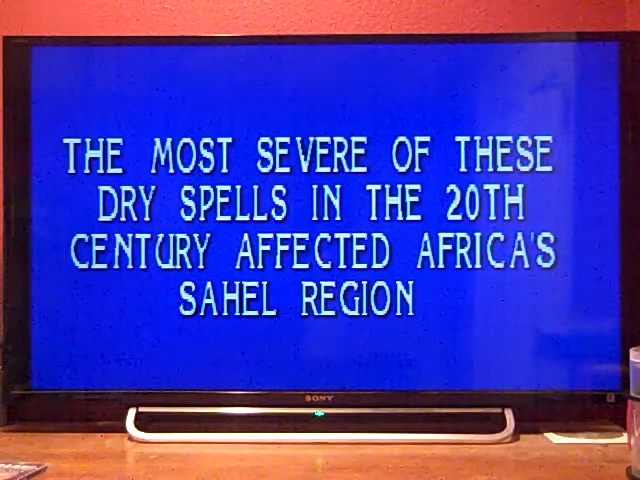 THE MOST SEVERE OF THESE
DRY SPELLS IN THE 20TH
CENTURY AFFECTED AFRICA'S
SAHEL REGION
SONY